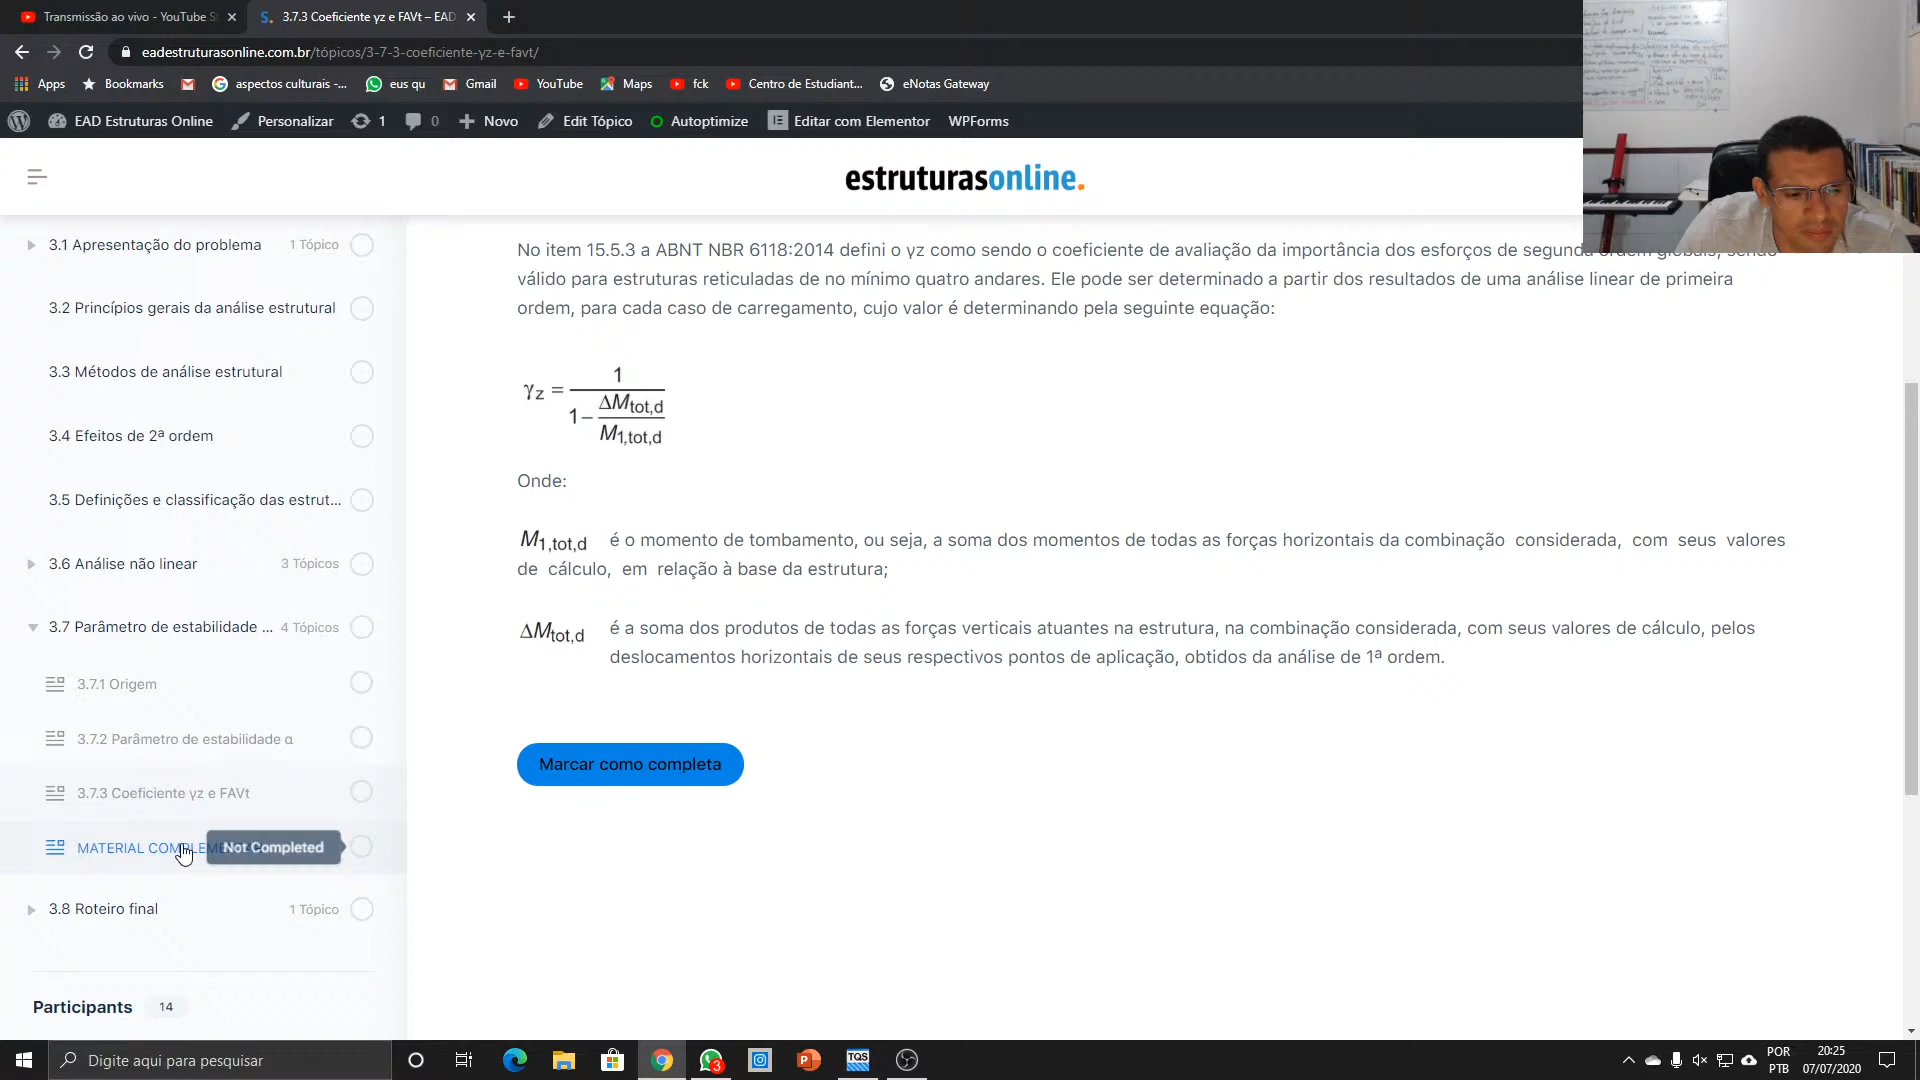 Transmissão ao vivo - YouTube S
3.7.3 Coeficiente γz e FAVt – EAD
eadestruturasonline.com.br/tópicos/3-7-3-coeficiente-γz-e-favt/
Apps
Bookmarks
aspectos culturais -...
eus qu
Gmail
YouTube
Maps
fck
Centro de Estudiant...
eNotas Gateway
EAD Estruturas Online
Personalizar
1
0
Novo
Edit Tópico
Autoptimize
Editar com Elementor
WPForms
estruturasonline.
3.1 Apresentação do problema 1 Tópico
3.2 Princípios gerais da análise estrutural
3.3 Métodos de análise estrutural
3.4 Efeitos de 2ª ordem
3.5 Definições e classificação das estrut...
3.6 Análise não linear 3 Tópicos
3.7 Parâmetro de estabilidade ... 4 Tópicos
3.7.1 Origem
3.7.2 Parâmetro de estabilidade α
3.7.3 Coeficiente γz e FAVt
MATERIAL COMPLEM
Not Completed
3.8 Roteiro final 1 Tópico
Participants 14
No item 15.5.3 a ABNT NBR 6118:2014 defini o γz como sendo o coeficiente de avaliação da importância dos esforços de segunda ordem globais, sendo
válido para estruturas reticuladas de no mínimo quatro andares. Ele pode ser determinado a partir dos resultados de uma análise linear de primeira
ordem, para cada caso de carregamento, cujo valor é determinando pela seguinte equação:
γz = 1
1 – ΔMtot,d
M1,tot,d
Onde:
M1,tot,d é o momento de tombamento, ou seja, a soma dos momentos de todas as forças horizontais da combinação considerada, com seus valores
de cálculo, em relação à base da estrutura;
ΔMtot,d é a soma dos produtos de todas as forças verticais atuantes na estrutura, na combinação considerada, com seus valores de cálculo, pelos
deslocamentos horizontais de seus respectivos pontos de aplicação, obtidos da análise de 1ª ordem.
Marcar como completa
Digite aqui para pesquisar
3
TQS
POR
PTB
20:25
07/07/2020